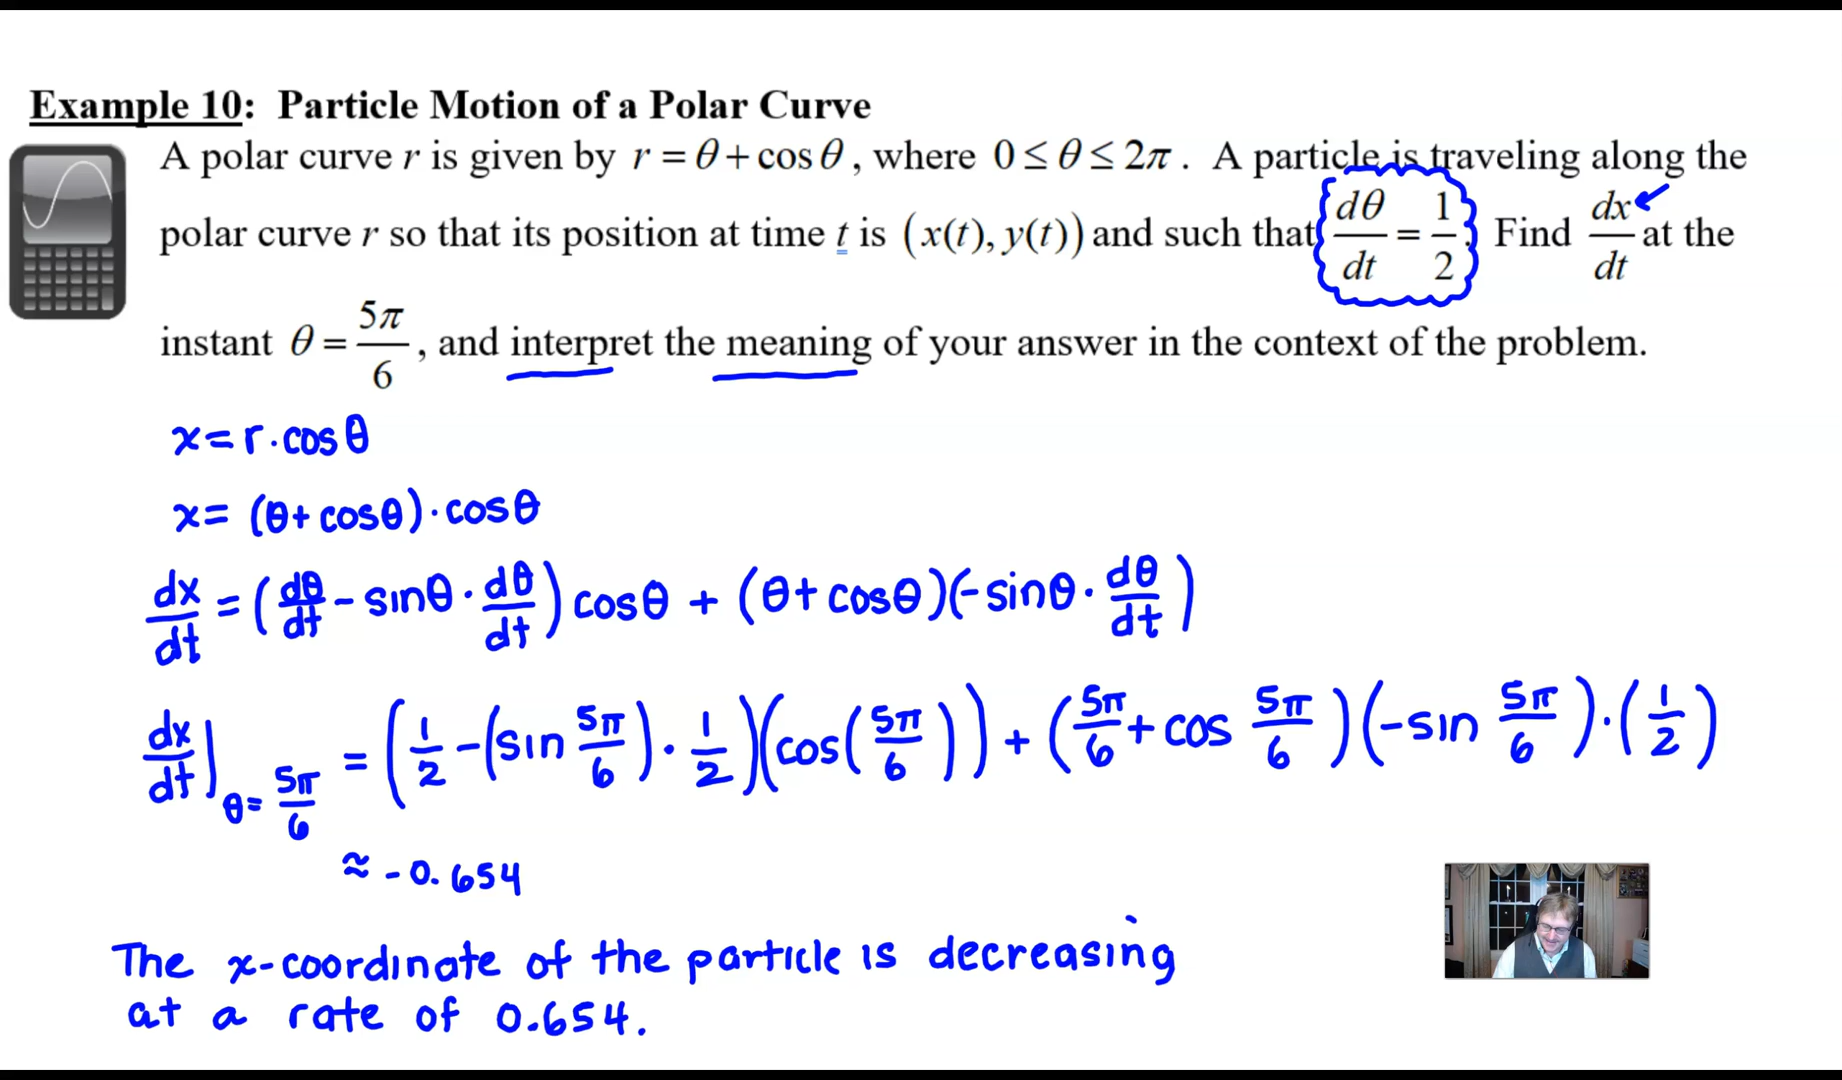 Example 10: Particle Motion of a Polar Curve
A polar curve r is given by r = θ + cos θ, where 0 ≤ θ ≤ 2π. A particle is traveling along the
polar curve r so that its position at time t is (x(t), y(t)) and such that dθ/dt = 1/2. Find dx/dt at the
instant θ = 5π/6, and interpret the meaning of your answer in the context of the problem.
x = r · cos θ
x = (θ + cos θ) · cos θ
dx/dt = (dθ/dt − sin θ · dθ/dt) cos θ + (θ + cos θ)(−sin θ · dθ/dt)
dx/dt|θ = 5π/6 = (1/2 − (sin 5π/6) · 1/2)(cos(5π/6)) + (5π/6 + cos 5π/6)(−sin 5π/6) · (1/2)
≈ −0.654
The x-coordinate of the particle is decreasing
at a rate of 0.654.